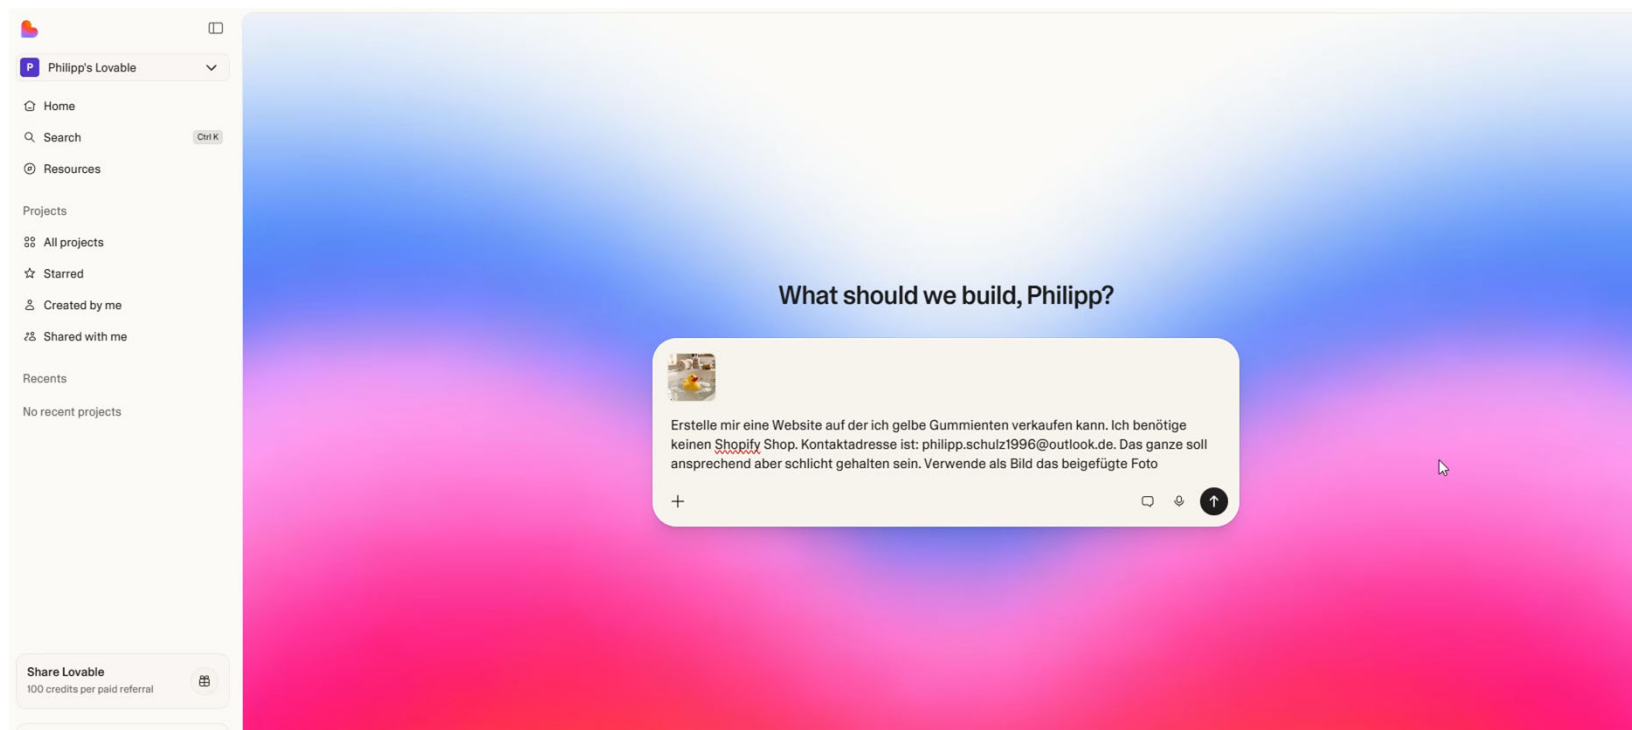 P Philipp's Lovable
Home
Search Ctrl K
Resources
Projects
All projects
Starred
Created by me
Shared with me
Recents
No recent projects
Share Lovable
100 credits per paid referral
What should we build, Philipp?
Erstelle mir eine Website auf der ich gelbe Gummienten verkaufen kann. Ich benötige
keinen Shopify Shop. Kontaktadresse ist: philipp.schulz1996@outlook.de. Das ganze soll
ansprechend aber schlicht gehalten sein. Verwende als Bild das beigefügte Foto